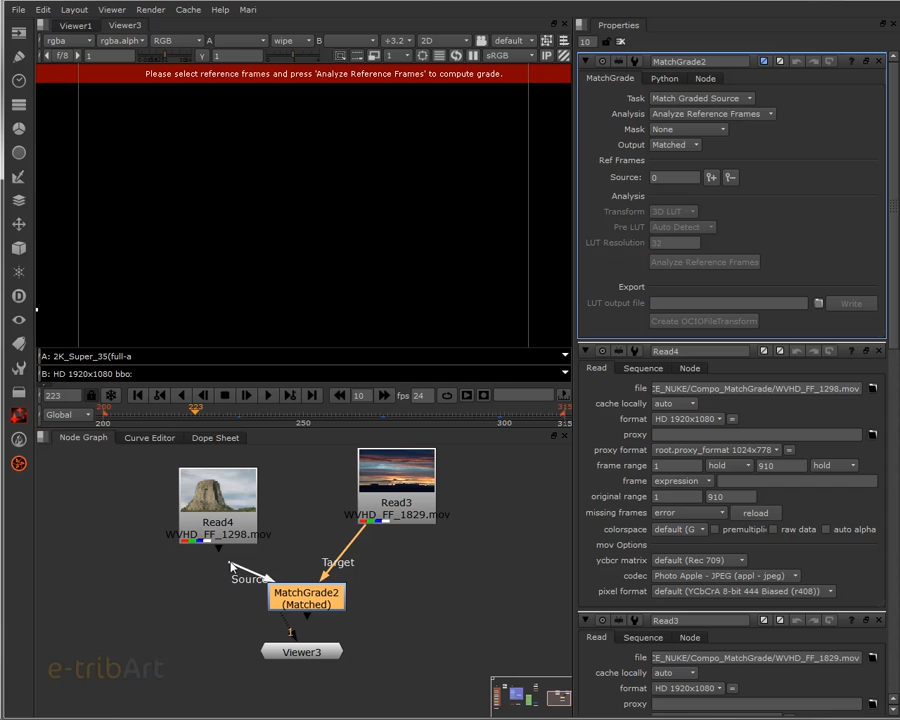 File Edit Layout Viewer Render Cache Help Mari
Viewer1 Viewer3
rgba rgba.alph RGB A wipe B ÷3.2 2D default
f/8 1 Y 1 1 sRGB IP
Please select reference frames and press 'Analyze Reference Frames' to compute grade.
A: 2K_Super_35(full-a
B: HD 1920x1080 bbo:
223 10 fps 24
Global 200 223 315
200 250 300 315
Node Graph Curve Editor Dope Sheet
Read4
WVHD_FF_1298.mov
Read3
WVHD_FF_1829.mov
Target
Source
MatchGrade2
(Matched)
1
Viewer3
e-tribArt
Properties
10
MatchGrade2
MatchGrade Python Node
Task Match Graded Source
Analysis Analyze Reference Frames
Mask None
Output Matched
Ref Frames
Source: 0
Analysis
Transform 3D LUT
Pre LUT Auto Detect
LUT Resolution 32
Analyze Reference Frames
Export
LUT output file Write
Create OCIOFileTransform
Read4
Read Sequence Node
file CE_NUKE/Compo_MatchGrade/WVHD_FF_1298.mov
cache locally auto
format HD 1920x1080 =
proxy
proxy format root.proxy_format 1024x778 =
frame range 1 hold 910 hold
frame expression
original range 1 910
missing frames error reload
colorspace default (G premultiplie raw data auto alpha
mov Options
ycbcr matrix default (Rec 709)
codec Photo Apple - JPEG (appl - jpeg)
pixel format default (YCbCrA 8-bit 444 Biased (r408))
Read3
Read Sequence Node
file CE_NUKE/Compo_MatchGrade/WVHD_FF_1829.mov
cache locally auto
format HD 1920x1080 =